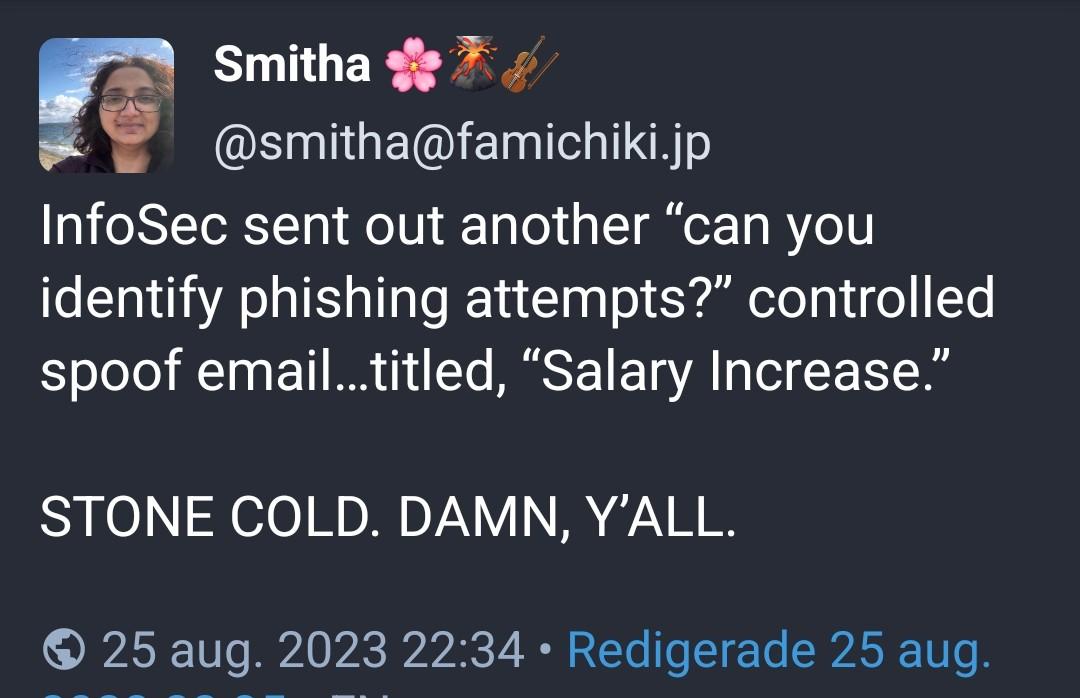 Smitha 🌸🌋🎻
@smitha@famichiki.jp
InfoSec sent out another “can you
identify phishing attempts?” controlled
spoof email…titled, “Salary Increase.”
STONE COLD. DAMN, Y’ALL.
25 aug. 2023 22:34 • Redigerade 25 aug.